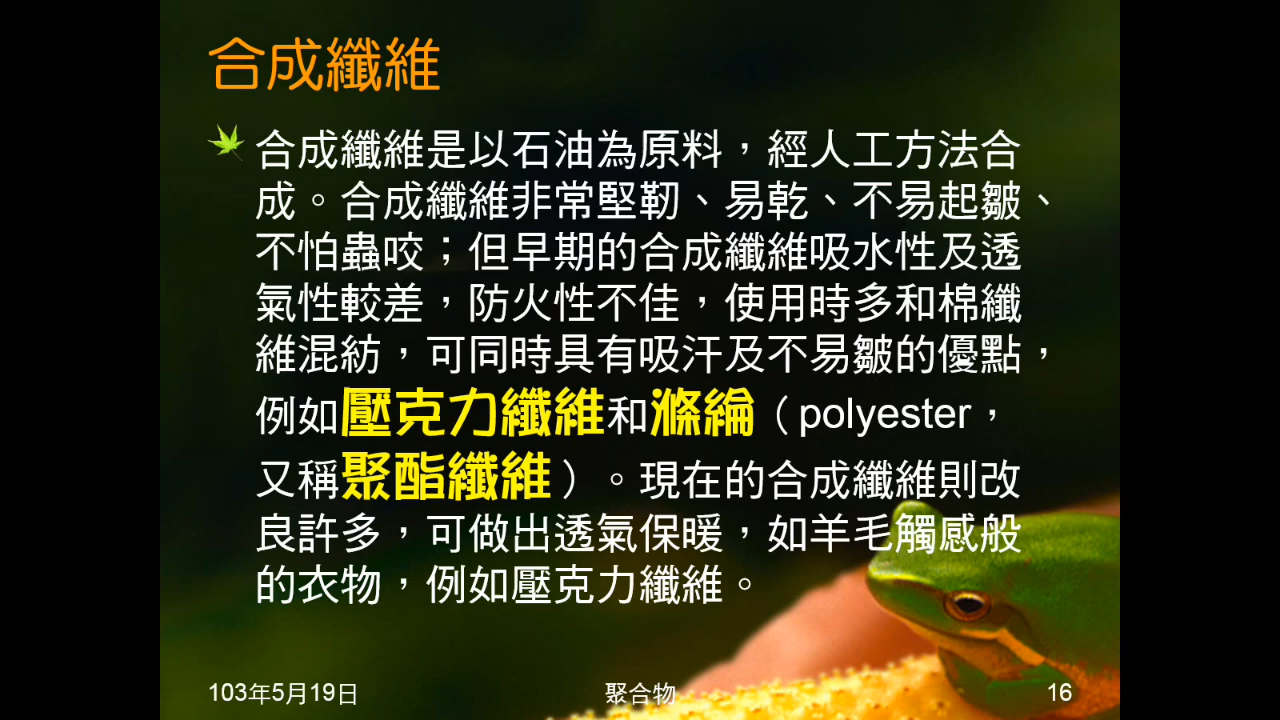 合成纖維
合成纖維是以石油為原料，經人工方法合
成。合成纖維非常堅韌、易乾、不易起皺、
不怕蟲咬；但早期的合成纖維吸水性及透
氣性較差，防火性不佳，使用時多和棉纖
維混紡，可同時具有吸汗及不易皺的優點，
例如壓克力纖維和滌綸（polyester，
又稱聚酯纖維）。現在的合成纖維則改
良許多，可做出透氣保暖，如羊毛觸感般
的衣物，例如壓克力纖維。
103年5月19日
聚合物
16